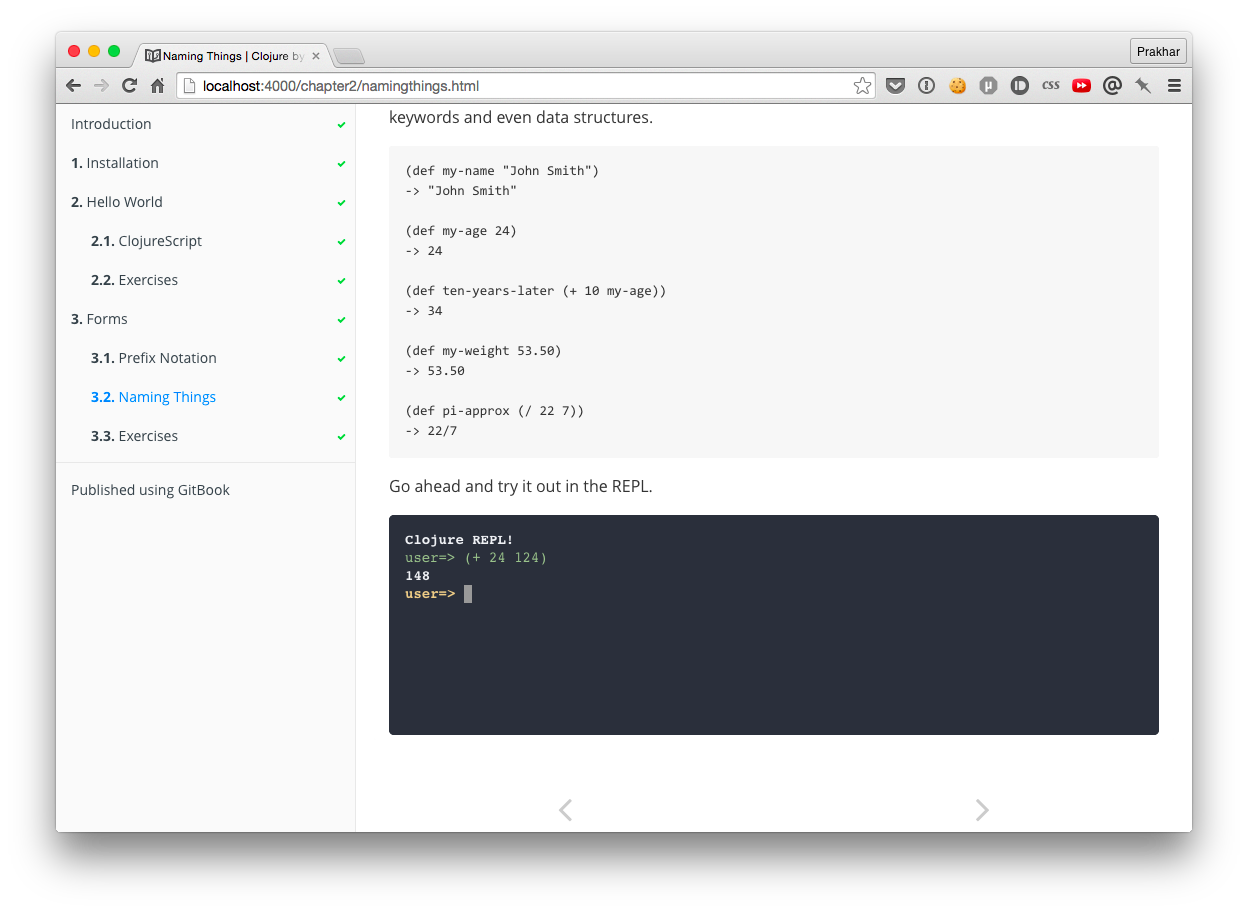 Naming Things | Clojure by
Prakhar
localhost:4000/chapter2/namingthings.html
css
Introduction
1. Installation
2. Hello World
2.1. ClojureScript
2.2. Exercises
3. Forms
3.1. Prefix Notation
3.2. Naming Things
3.3. Exercises
Published using GitBook
keywords and even data structures.
(def my-name "John Smith")
-> "John Smith"
(def my-age 24)
-> 24
(def ten-years-later (+ 10 my-age))
-> 34
(def my-weight 53.50)
-> 53.50
(def pi-approx (/ 22 7))
-> 22/7
Go ahead and try it out in the REPL.
Clojure REPL!
user=> (+ 24 124)
148
user=>